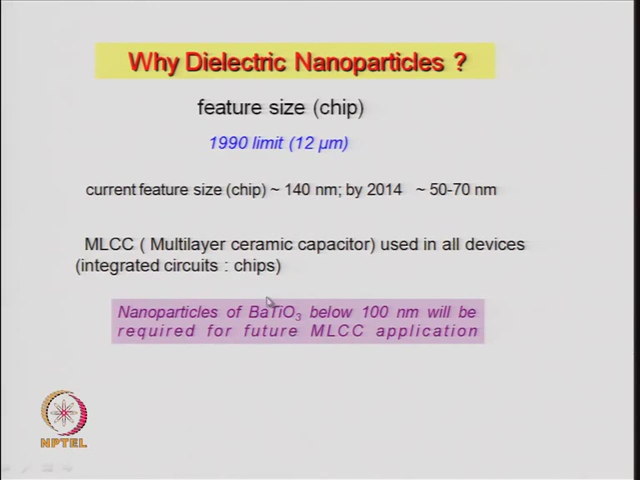 Why Dielectric Nanoparticles ?
feature size (chip)
1990 limit (12 µm)
current feature size (chip) ~ 140 nm; by 2014 ~ 50-70 nm
MLCC ( Multilayer ceramic capacitor) used in all devices
(integrated circuits : chips)
Nanoparticles of BaTiO₃ below 100 nm will be
required for future MLCC application
NPTEL